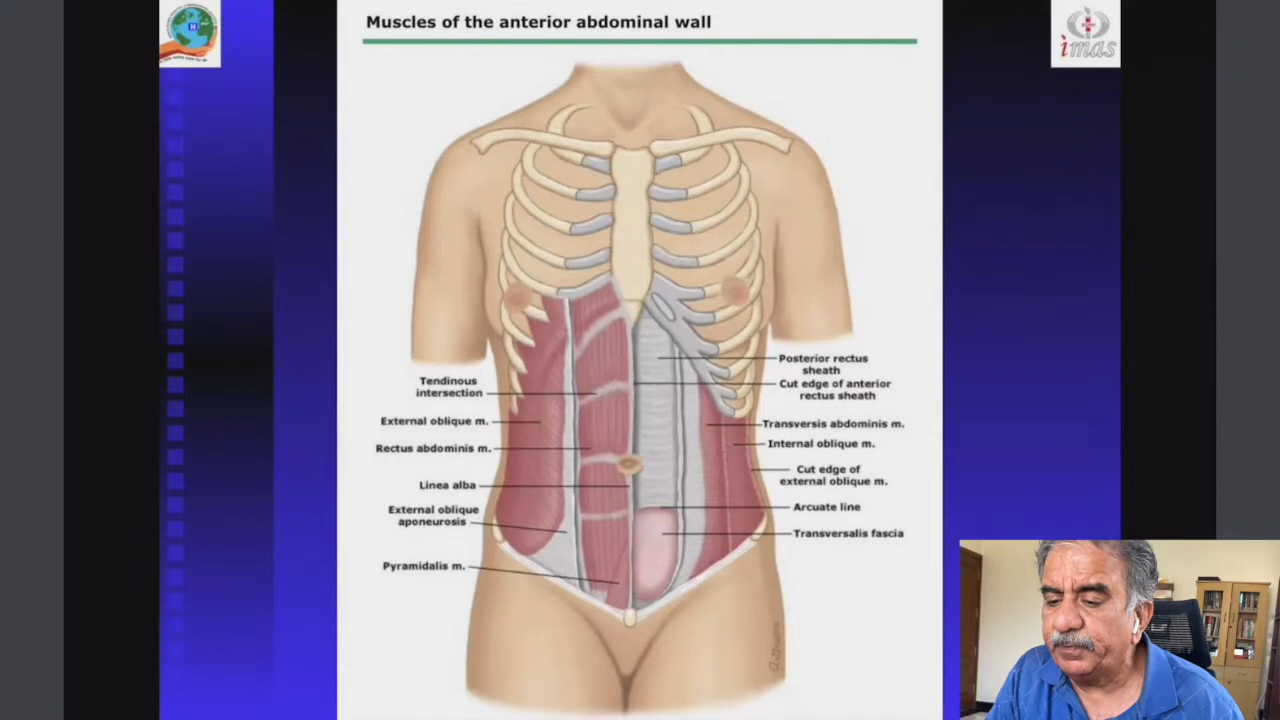 Muscles of the anterior abdominal wall
H
imas
Tendinous
intersection
External oblique m.
Rectus abdominis m.
Linea alba
External oblique
aponeurosis
Pyramidalis m.
Posterior rectus
sheath
Cut edge of anterior
rectus sheath
Transversis abdominis m.
Internal oblique m.
Cut edge of
external oblique m.
Arcuate line
Transversalis fascia